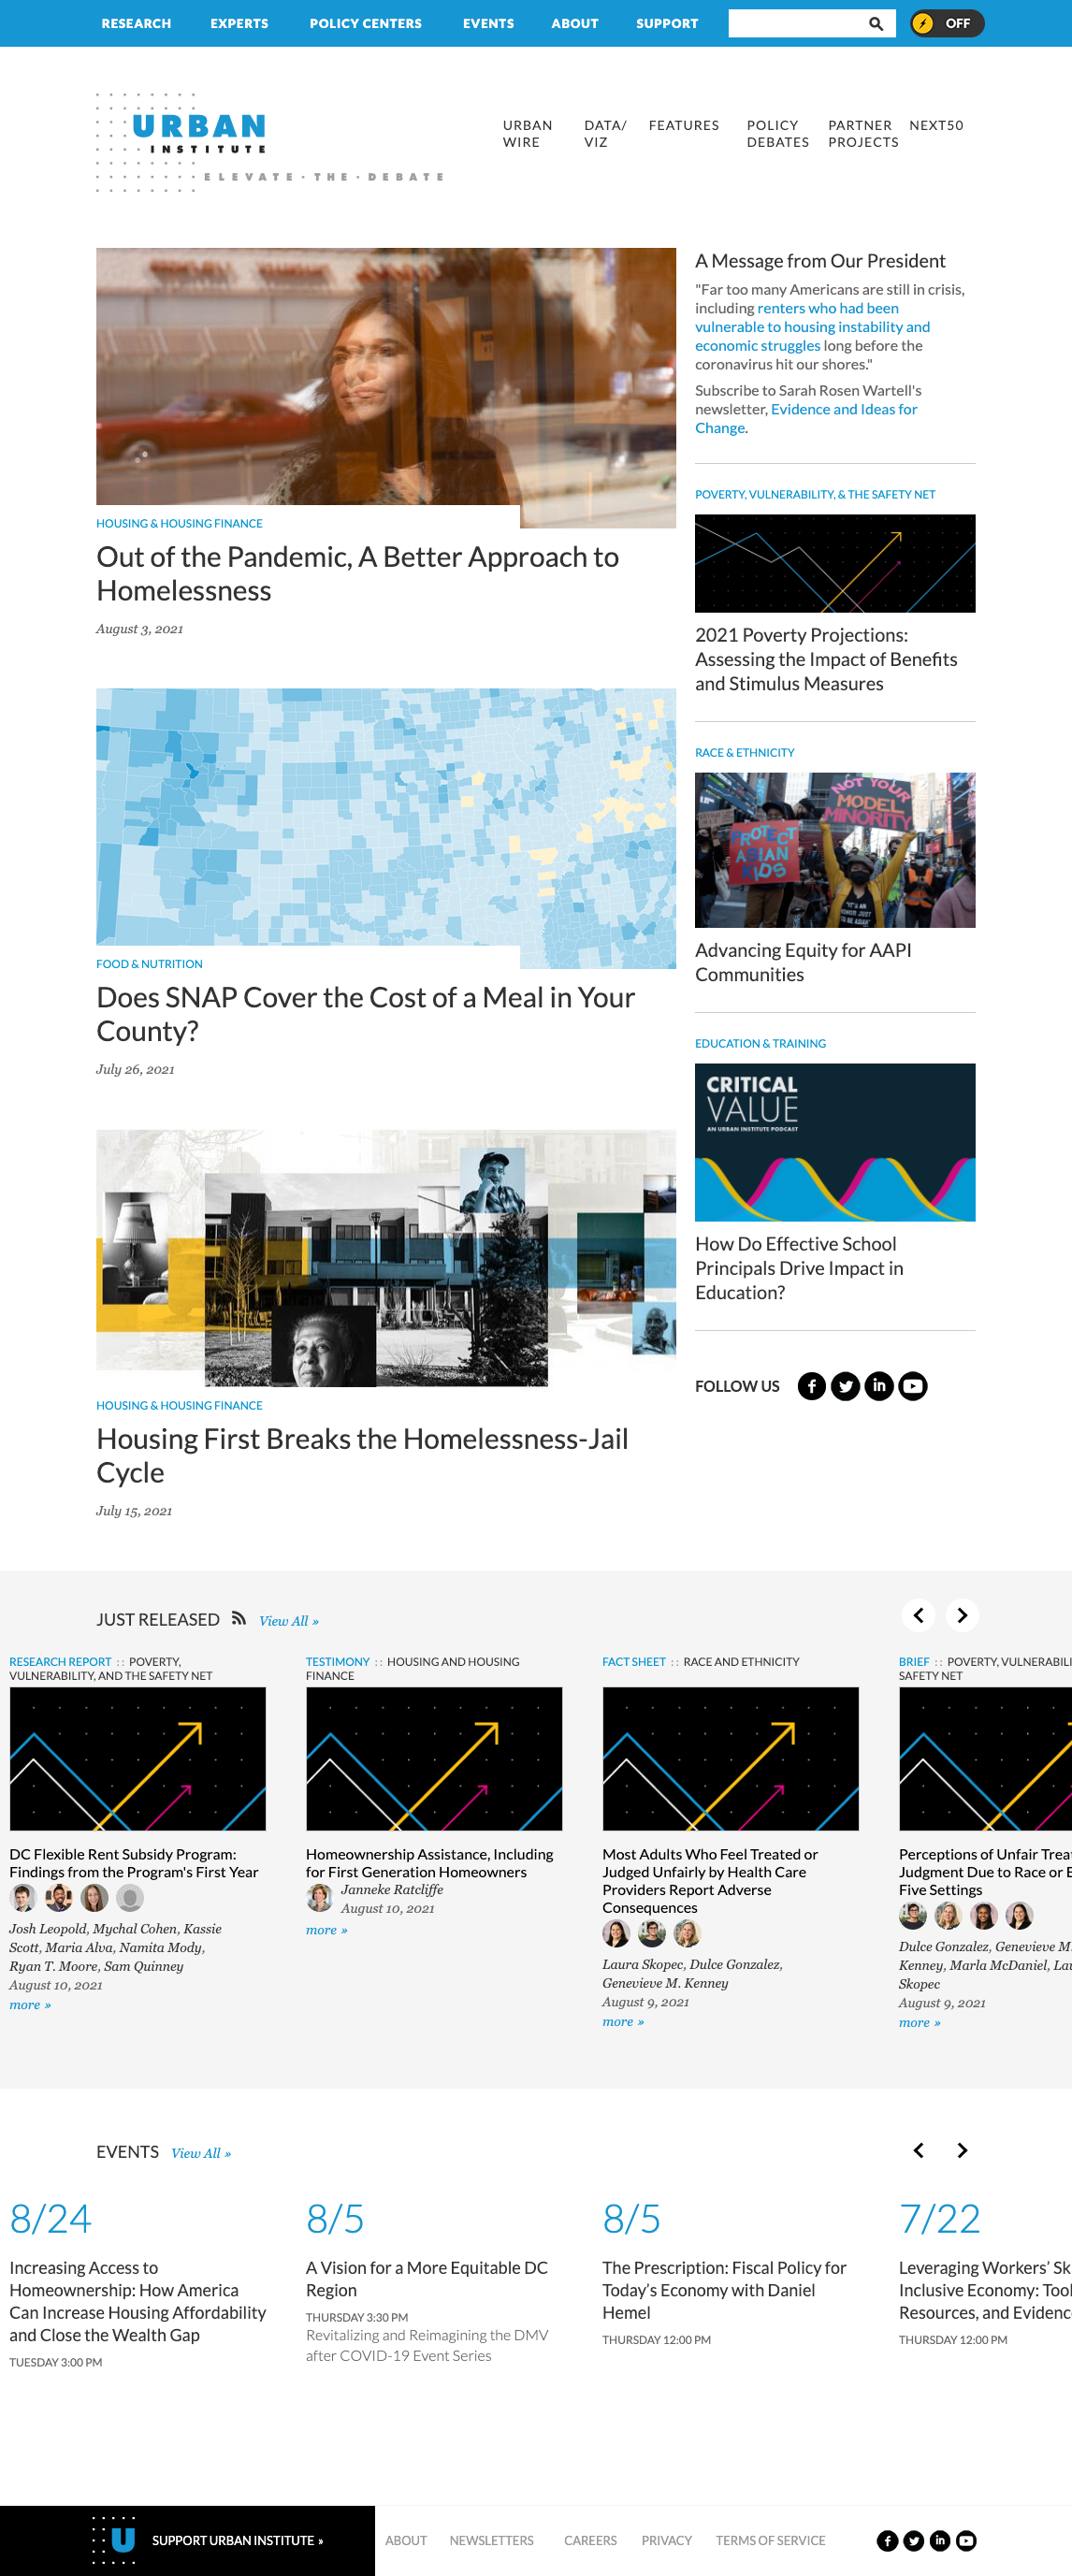 RESEARCH EXPERTS POLICY CENTERS EVENTS ABOUT SUPPORT OFF
URBAN
INSTITUTE
ELEVATE · THE · DEBATE
URBAN WIRE
DATA/ VIZ
FEATURES
POLICY DEBATES
PARTNER PROJECTS
NEXT50
HOUSING & HOUSING FINANCE
Out of the Pandemic, A Better Approach to
Homelessness
August 3, 2021
FOOD & NUTRITION
Does SNAP Cover the Cost of a Meal in Your
County?
July 26, 2021
HOUSING & HOUSING FINANCE
Housing First Breaks the Homelessness-Jail
Cycle
July 15, 2021
A Message from Our President
"Far too many Americans are still in crisis,
including renters who had been
vulnerable to housing instability and
economic struggles long before the
coronavirus hit our shores."
Subscribe to Sarah Rosen Wartell's
newsletter, Evidence and Ideas for
Change.
POVERTY, VULNERABILITY, & THE SAFETY NET
2021 Poverty Projections:
Assessing the Impact of Benefits
and Stimulus Measures
RACE & ETHNICITY
NOT YOUR
MODEL
MINORITY
PROTECT
ASIAN
KIDS
Advancing Equity for AAPI
Communities
EDUCATION & TRAINING
CRITICAL
VALUE
AN URBAN INSTITUTE PODCAST
How Do Effective School
Principals Drive Impact in
Education?
FOLLOW US
JUST RELEASED View All »
RESEARCH REPORT :: POVERTY,
VULNERABILITY, AND THE SAFETY NET
DC Flexible Rent Subsidy Program:
Findings from the Program's First Year
Josh Leopold, Mychal Cohen, Kassie
Scott, Maria Alva, Namita Mody,
Ryan T. Moore, Sam Quinney
August 10, 2021
more »
TESTIMONY :: HOUSING AND HOUSING
FINANCE
Homeownership Assistance, Including
for First Generation Homeowners
Janneke Ratcliffe
August 10, 2021
more »
FACT SHEET :: RACE AND ETHNICITY
Most Adults Who Feel Treated or
Judged Unfairly by Health Care
Providers Report Adverse
Consequences
Laura Skopec, Dulce Gonzalez,
Genevieve M. Kenney
August 9, 2021
more »
BRIEF :: POVERTY, VULNERABILI
SAFETY NET
Perceptions of Unfair Trea
Judgment Due to Race or E
Five Settings
Dulce Gonzalez, Genevieve M.
Kenney, Marla McDaniel, Lau
Skopec
August 9, 2021
more »
EVENTS View All »
8/24
Increasing Access to
Homeownership: How America
Can Increase Housing Affordability
and Close the Wealth Gap
TUESDAY 3:00 PM
8/5
A Vision for a More Equitable DC
Region
THURSDAY 3:30 PM
Revitalizing and Reimagining the DMV
after COVID-19 Event Series
8/5
The Prescription: Fiscal Policy for
Today's Economy with Daniel
Hemel
THURSDAY 12:00 PM
7/22
Leveraging Workers' Sk
Inclusive Economy: Tool
Resources, and Evidenc
THURSDAY 12:00 PM
U
SUPPORT URBAN INSTITUTE »
ABOUT NEWSLETTERS CAREERS PRIVACY TERMS OF SERVICE